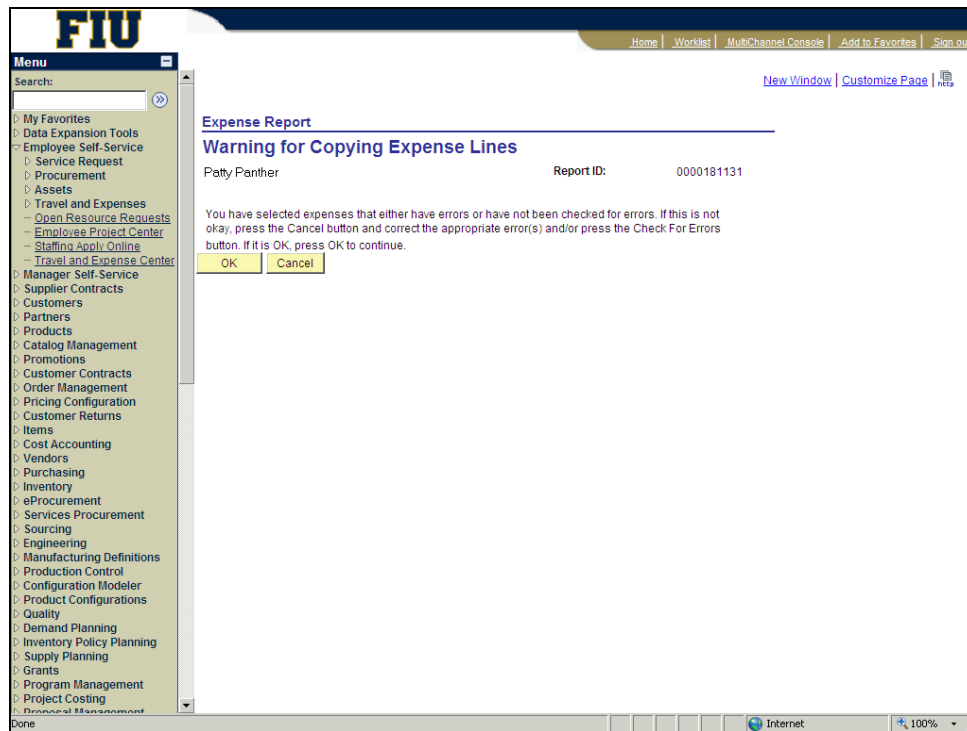 FIU
Home | Worklist | MultiChannel Console | Add to Favorites | Sign ou
Menu
Search:
New Window | Customize Page | http
My Favorites
Data Expansion Tools
Employee Self-Service
Service Request
Procurement
Assets
Travel and Expenses
Open Resource Requests
Employee Project Center
Staffing Apply Online
Travel and Expense Center
Manager Self-Service
Supplier Contracts
Customers
Partners
Products
Catalog Management
Promotions
Customer Contracts
Order Management
Pricing Configuration
Customer Returns
Items
Cost Accounting
Vendors
Purchasing
Inventory
eProcurement
Services Procurement
Sourcing
Engineering
Manufacturing Definitions
Production Control
Configuration Modeler
Product Configurations
Quality
Demand Planning
Inventory Policy Planning
Supply Planning
Grants
Program Management
Project Costing
Proposal Management
Expense Report
Warning for Copying Expense Lines
Patty Panther Report ID: 0000181131
You have selected expenses that either have errors or have not been checked for errors. If this is not
okay, press the Cancel button and correct the appropriate error(s) and/or press the Check For Errors
button. If it is OK, press OK to continue.
OK Cancel
Done Internet 100%